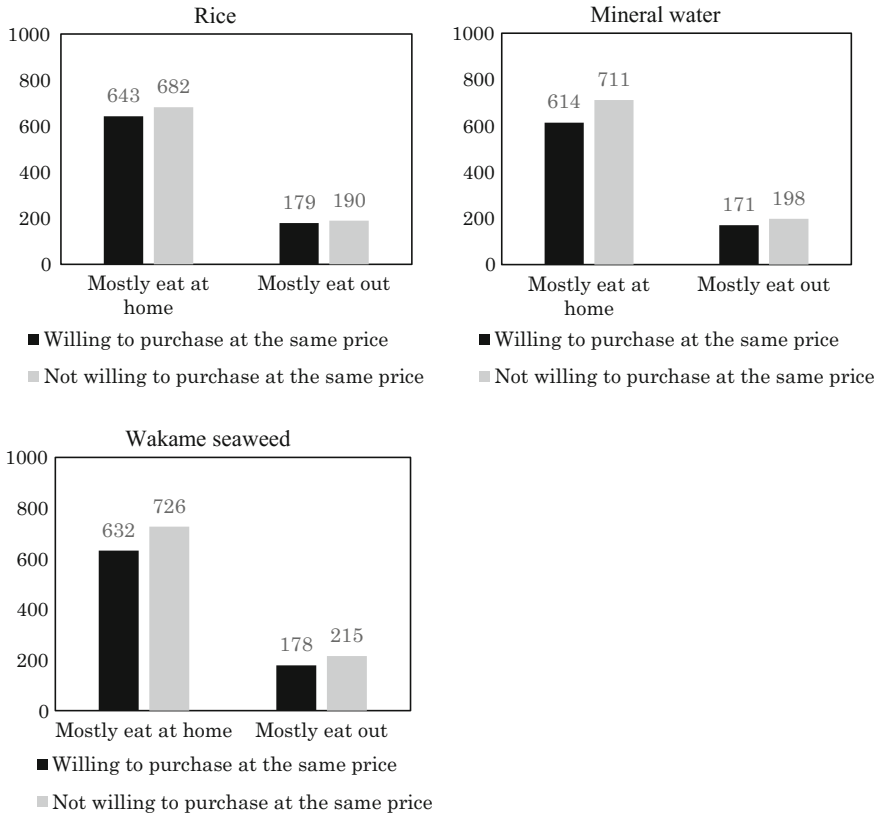 Rice
1000
800
600
400
200
0
643
682
179
190
Mostly eat at
home
Mostly eat out
Willing to purchase at the same price
Not willing to purchase at the same price
Mineral water
1000
800
600
400
200
0
614
711
171
198
Mostly eat at
home
Mostly eat out
Willing to purchase at the same price
Not willing to purchase at the same price
Wakame seaweed
1000
800
600
400
200
0
632
726
178
215
Mostly eat at home
Mostly eat out
Willing to purchase at the same price
Not willing to purchase at the same price